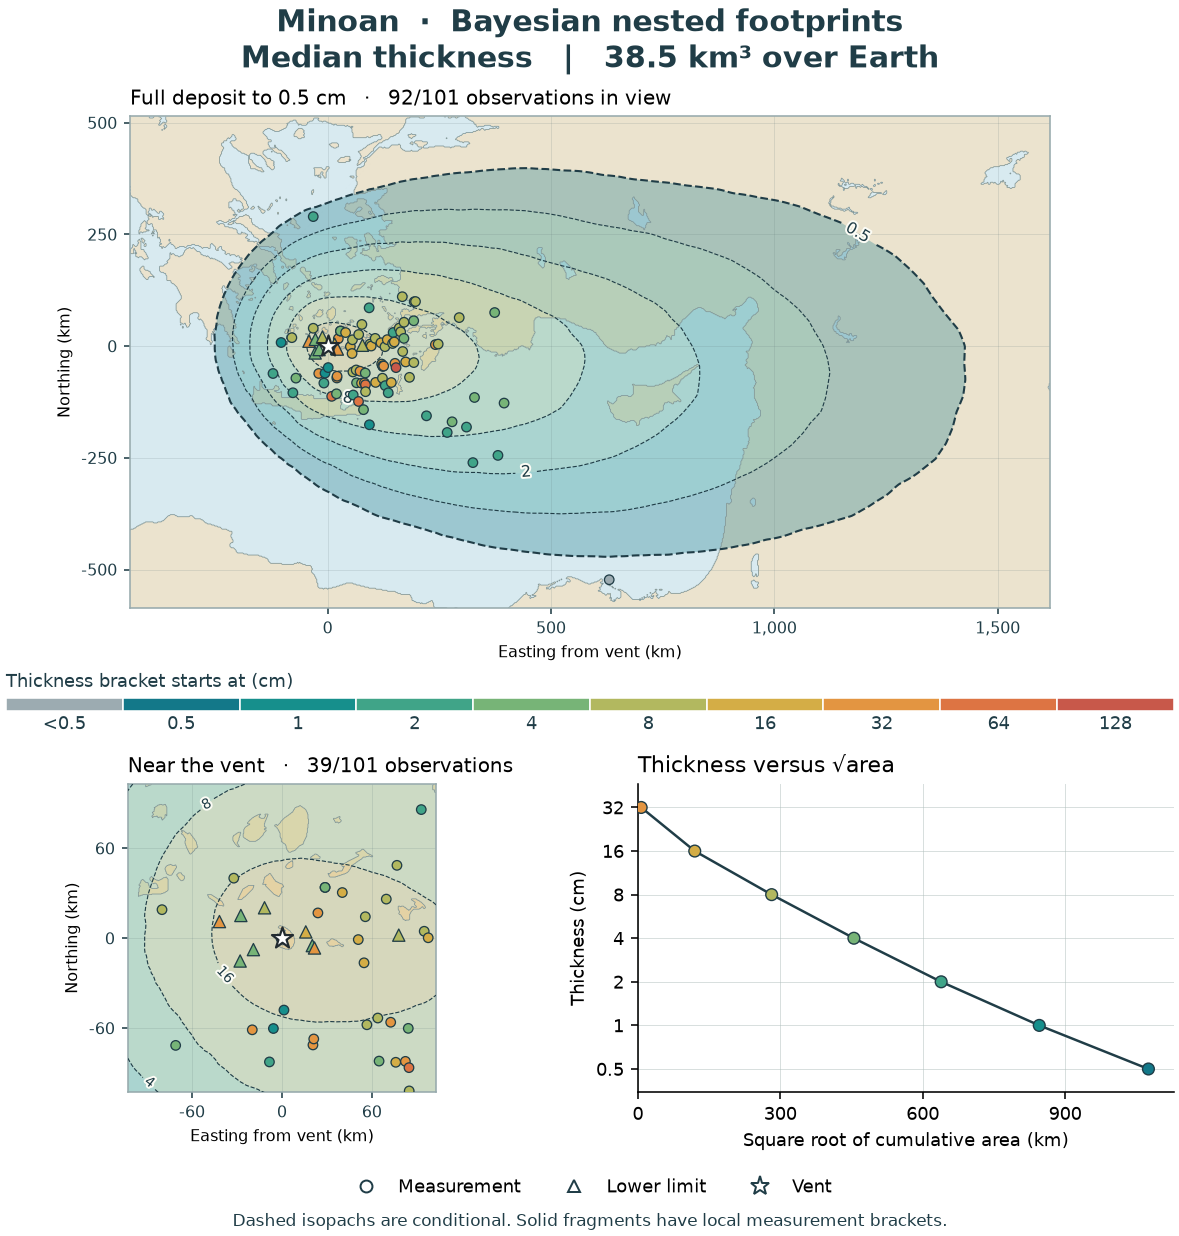 Minoan · Bayesian nested footprints
Median thickness | 38.5 km³ over Earth
Full deposit to 0.5 cm · 92/101 observations in view
500
250
0
-250
-500
Northing (km)
0.5
8
2
0 500 1,000 1,500
Easting from vent (km)
Thickness bracket starts at (cm)
<0.5 0.5 1 2 4 8 16 32 64 128
Near the vent · 39/101 observations
60
0
-60
Northing (km)
8
16
4
-60 0 60
Easting from vent (km)
Thickness versus √area
32
16
8
4
2
1
0.5
Thickness (cm)
0 300 600 900
Square root of cumulative area (km)
Measurement Lower limit Vent
Dashed isopachs are conditional. Solid fragments have local measurement brackets.